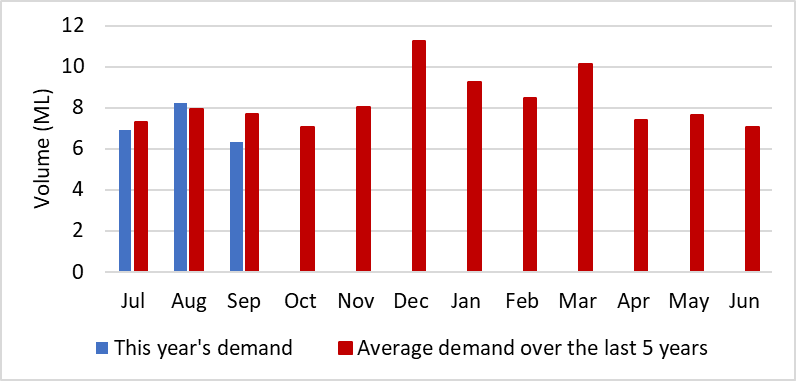 Volume (ML)
12
10
8
6
4
2
0
Jul Aug Sep Oct Nov Dec Jan Feb Mar Apr May Jun
This year's demand Average demand over the last 5 years